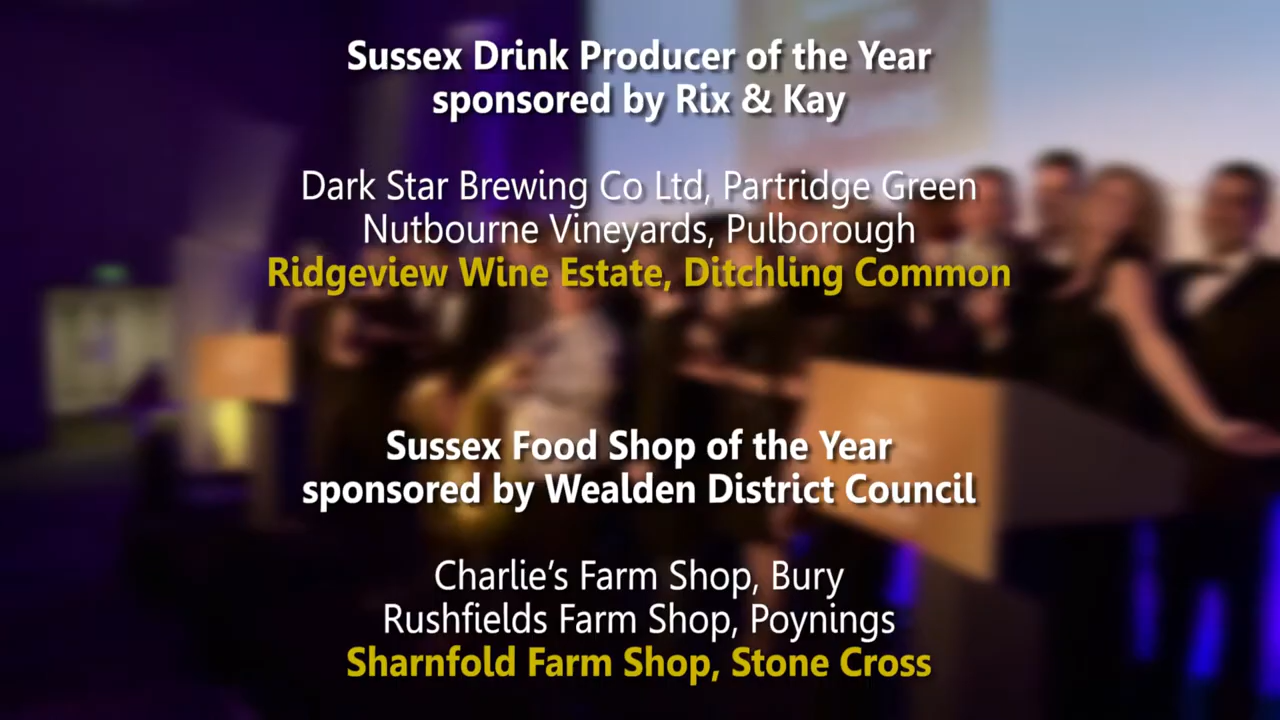 Sussex Drink Producer of the Year
sponsored by Rix & Kay
Dark Star Brewing Co Ltd, Partridge Green
Nutbourne Vineyards, Pulborough
Ridgeview Wine Estate, Ditchling Common
Sussex Food Shop of the Year
sponsored by Wealden District Council
Charlie’s Farm Shop, Bury
Rushfields Farm Shop, Poynings
Sharnfold Farm Shop, Stone Cross